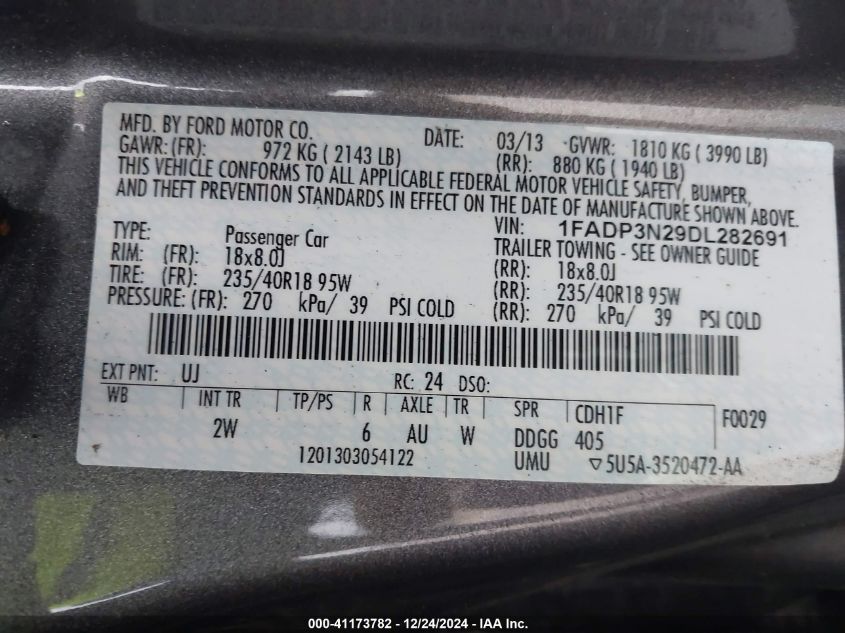 MFD. BY FORD MOTOR CO. DATE: 03/13 GVWR: 1810 KG ( 3990 LB)
GAWR: (FR): 972 KG ( 2143 LB) (RR): 880 KG ( 1940 LB)
THIS VEHICLE CONFORMS TO ALL APPLICABLE FEDERAL MOTOR VEHICLE SAFETY, BUMPER,
AND THEFT PREVENTION STANDARDS IN EFFECT ON THE DATE OF MANUFACTURE SHOWN ABOVE.
VIN: 1FADP3N29DL282691
TYPE: Passenger Car TRAILER TOWING - SEE OWNER GUIDE
RIM: (FR): 18x8.0J (RR): 18x8.0J
TIRE: (FR): 235/40R18 95W (RR): 235/40R18 95W
PRESSURE: (FR): 270 kPa/ 39 PSI COLD (RR): 270 kPa/ 39 PSI COLD
EXT PNT: UJ RC: 24 DSO:
WB INT TR TP/PS R AXLE TR SPR CDH1F F0029
2W 6 AU W DDGG 405
1201303054122 UMU ▽5U5A-3520472-AA
000-41173782 - 12/24/2024 - IAA Inc.